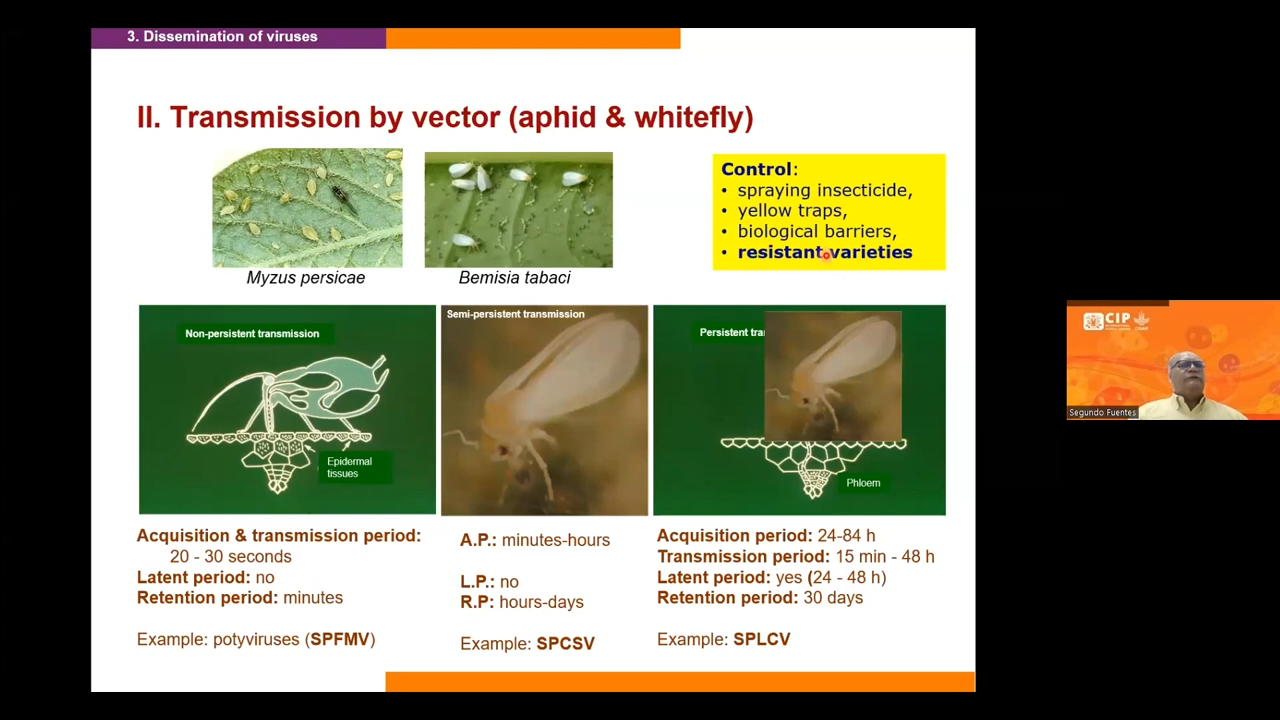 3. Dissemination of viruses
II. Transmission by vector (aphid & whitefly)
Myzus persicae
Bemisia tabaci
Control:
• spraying insecticide,
• yellow traps,
• biological barriers,
• resistant varieties
Non-persistent transmission
Epidermal
tissues
Semi-persistent transmission
Persistent tra
Phloem
Acquisition & transmission period:
20 - 30 seconds
Latent period: no
Retention period: minutes
Example: potyviruses (SPFMV)
A.P.: minutes-hours
L.P.: no
R.P: hours-days
Example: SPCSV
Acquisition period: 24-84 h
Transmission period: 15 min - 48 h
Latent period: yes (24 - 48 h)
Retention period: 30 days
Example: SPLCV
CIP
Segundo Fuentes